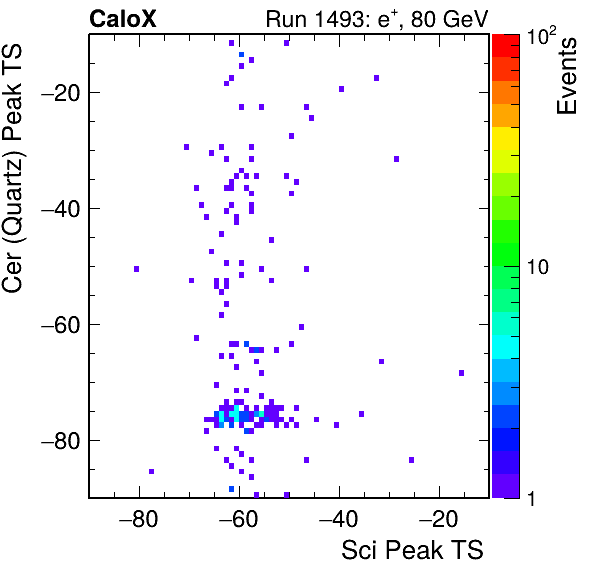 CaloX Run 1493: e⁺, 80 GeV
Cer (Quartz) Peak TS
−20
−40
−60
−80
−80 −60 −40 −20
Sci Peak TS
10²
10
1
Events